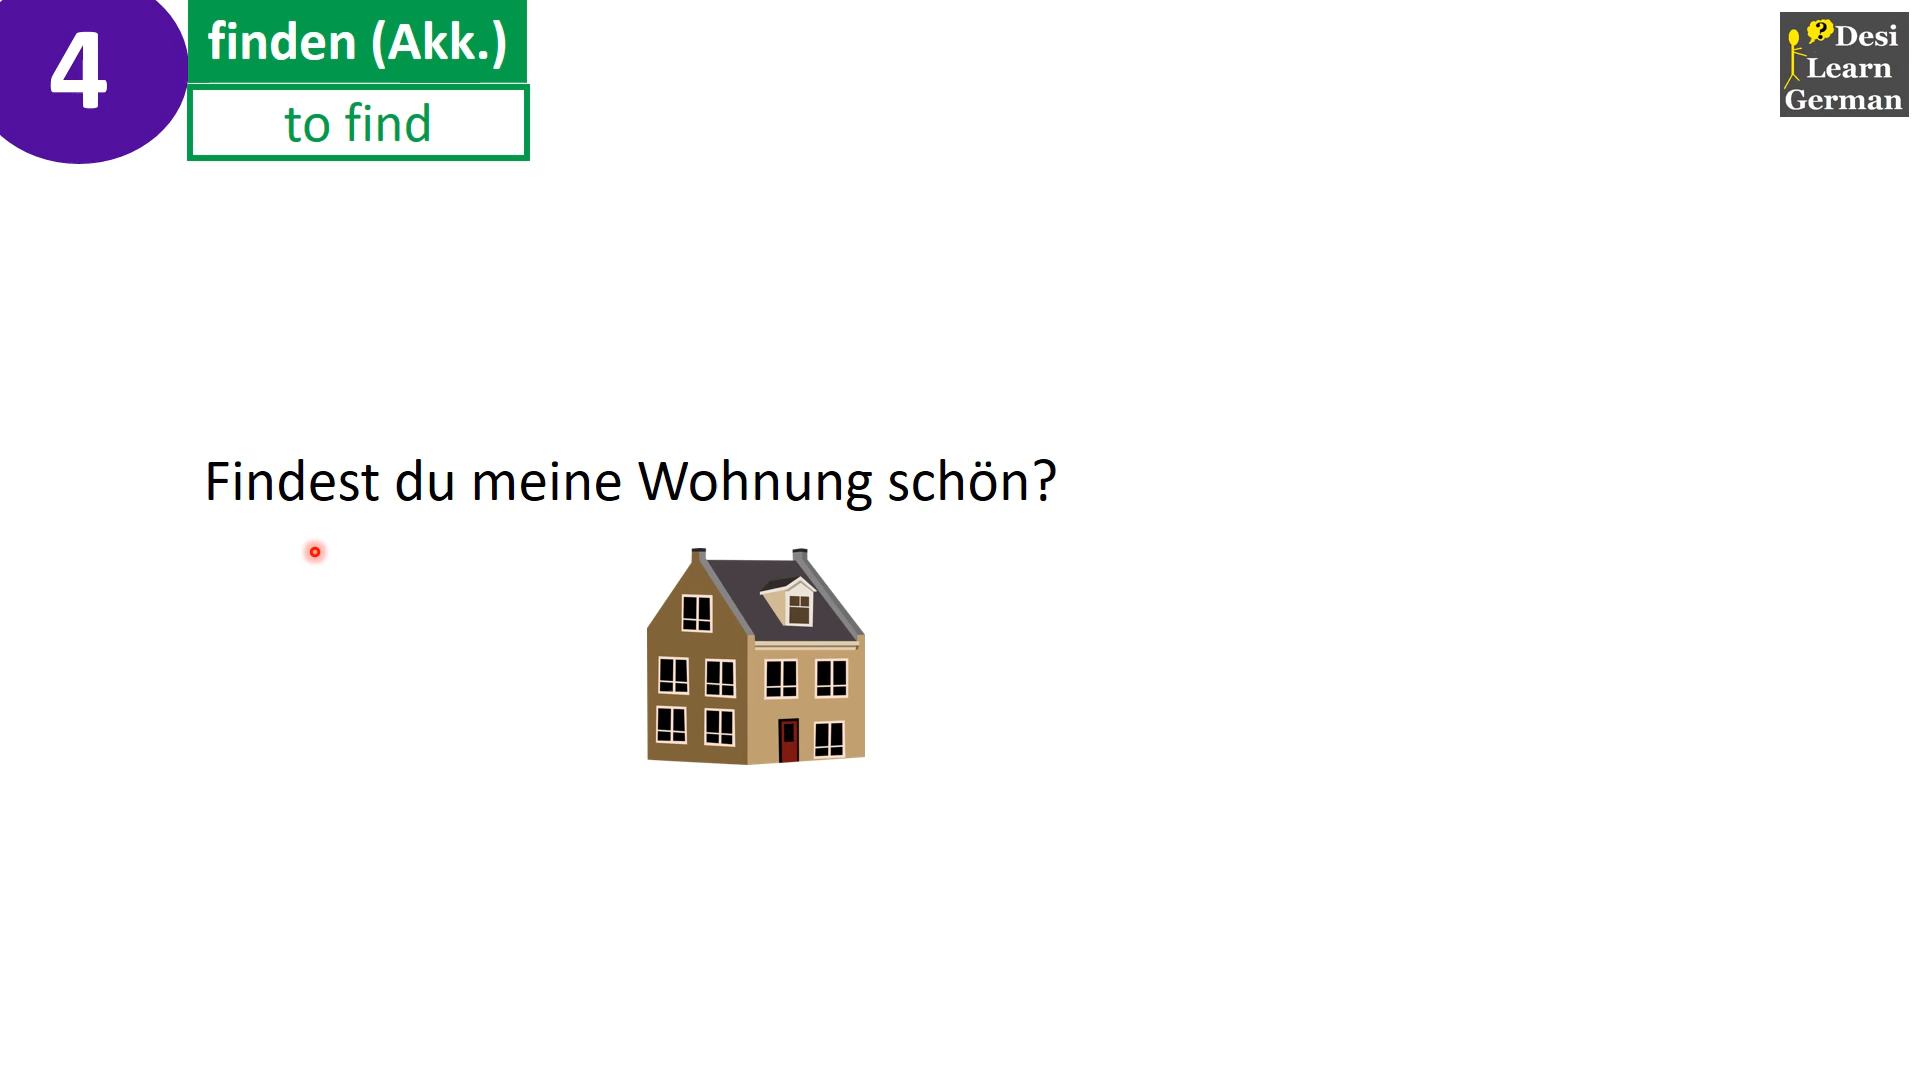 4
finden (Akk.)
to find
? Desi
Learn
German
Findest du meine Wohnung schön?